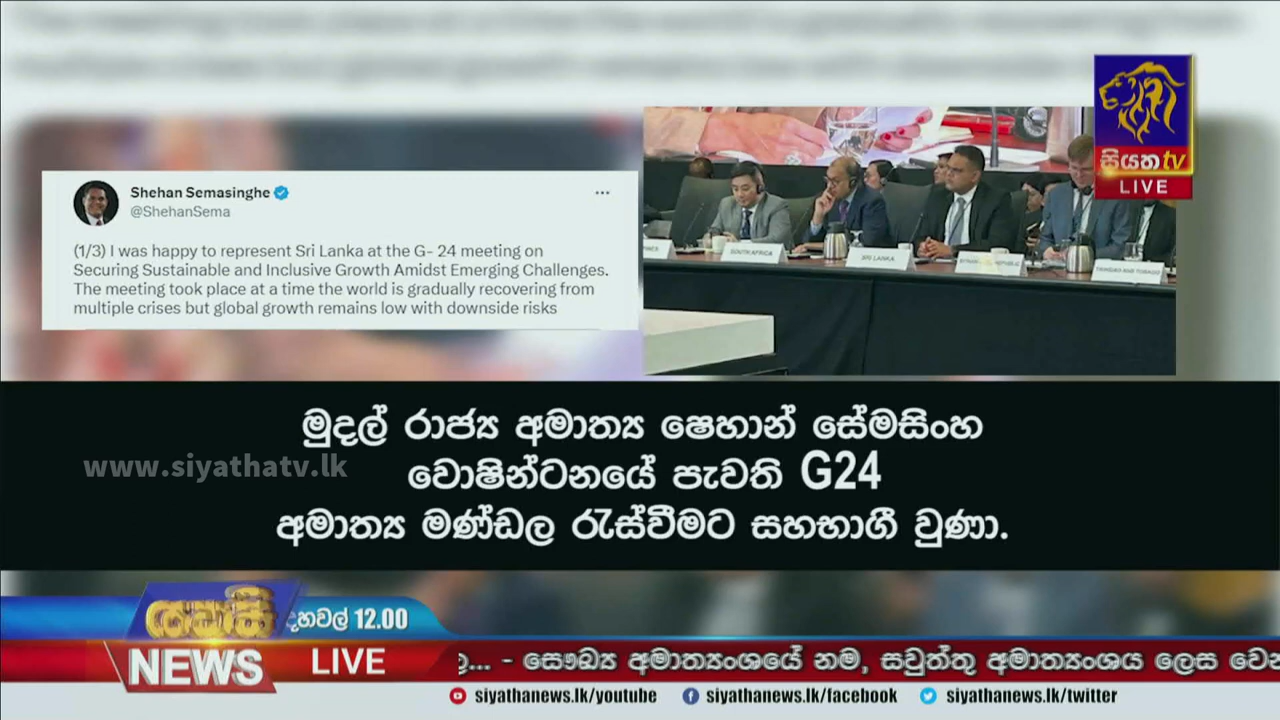 සියත tv
LIVE
Shehan Semasinghe
@ShehanSema
(1/3) I was happy to represent Sri Lanka at the G- 24 meeting on
Securing Sustainable and Inclusive Growth Amidst Emerging Challenges.
The meeting took place at a time the world is gradually recovering from
multiple crises but global growth remains low with downside risks
SOUTH AFRICA
SRI LANKA
TRINIDAD AND TOBAGO
මුදල් රාජ්‍ය අමාත්‍ය ෂෙහාන් සේමසිංහ
www.siyathatv.lk
වොෂින්ටනයේ පැවති G24
අමාත්‍ය මණ්ඩල රැස්වීමට සහභාගී වුණා.
දහවල් 12.00
NEWS LIVE
... - සෞඛ්‍ය අමාත්‍යංශයේ නම, සවුත්තු අමාත්‍යංශය ලෙස වෙන
siyathanews.lk/youtube siyathanews.lk/facebook siyathanews.lk/twitter